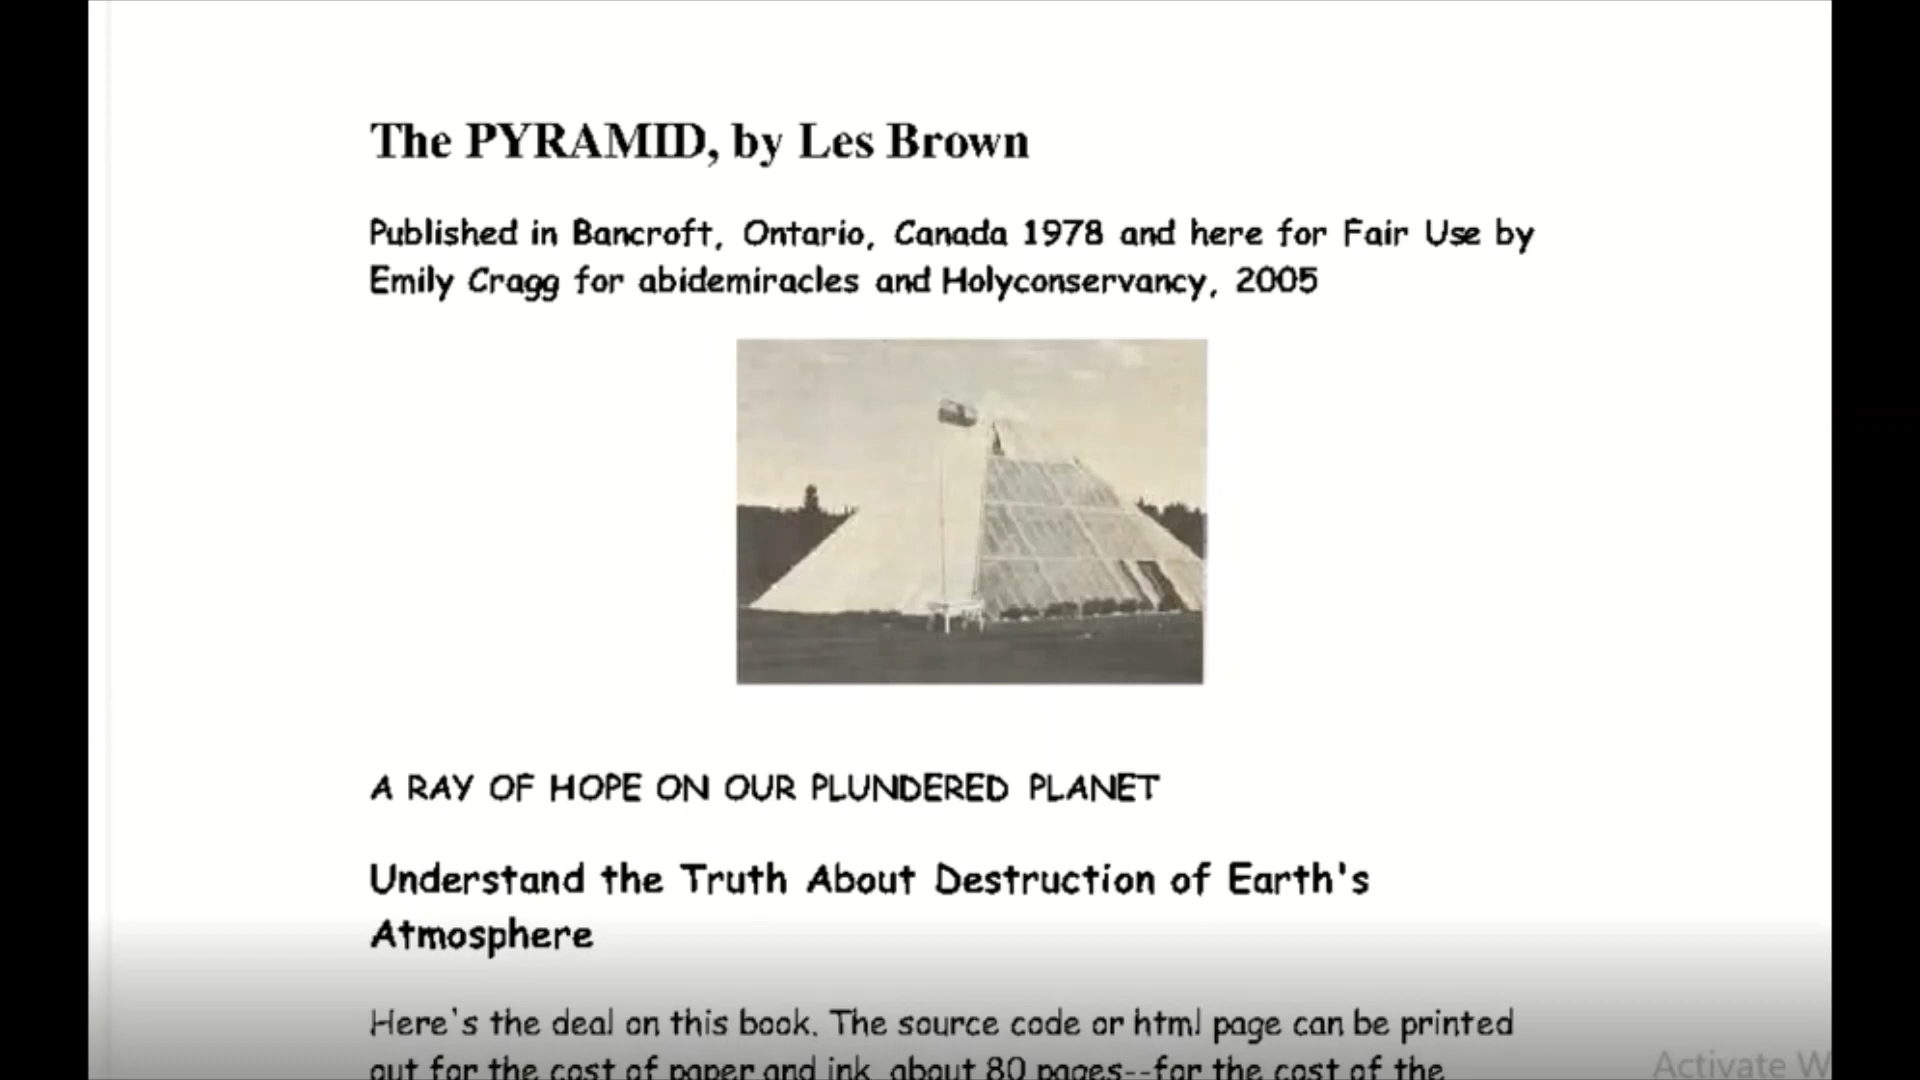 The PYRAMID, by Les Brown
Published in Bancroft, Ontario, Canada 1978 and here for Fair Use by
Emily Cragg for abidemiracles and Holyconservancy, 2005
A RAY OF HOPE ON OUR PLUNDERED PLANET
Understand the Truth About Destruction of Earth's
Atmosphere
Here's the deal on this book. The source code or html page can be printed
out for the cost of paper and ink, about 80 pages--for the cost of the
Activate W